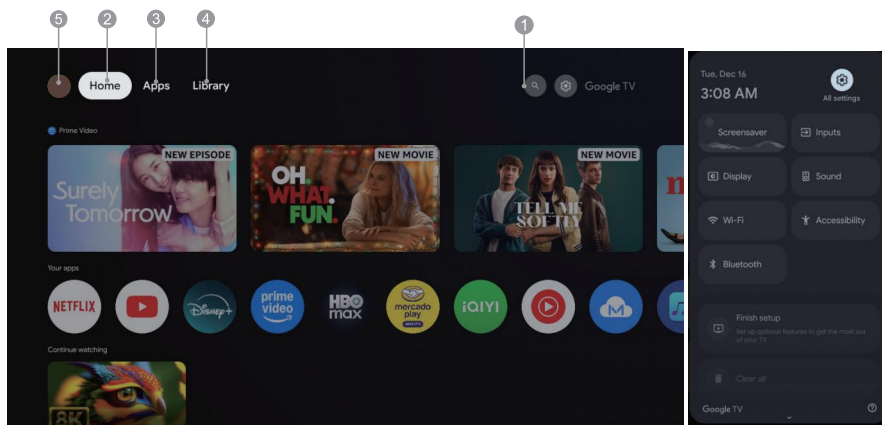 5
2
3
4
1
Home
Apps
Library
Google TV
Prime Video
NEW EPISODE
Surely
Tomorrow
NEW MOVIE
OH.
WHAT.
FUN.
NEW MOVIE
TELL ME
SOFTLY
Your apps
NETFLIX
Disney+
prime
video
HBO
max
mercado
play
iQIYI
Continue watching
8K
Tue, Dec 16
3:08 AM
All settings
Screensaver
Inputs
Display
Sound
Wi-Fi
Accessibility
Bluetooth
Finish setup
Set up optional features to get the most out
of your TV
Clear all
Google TV